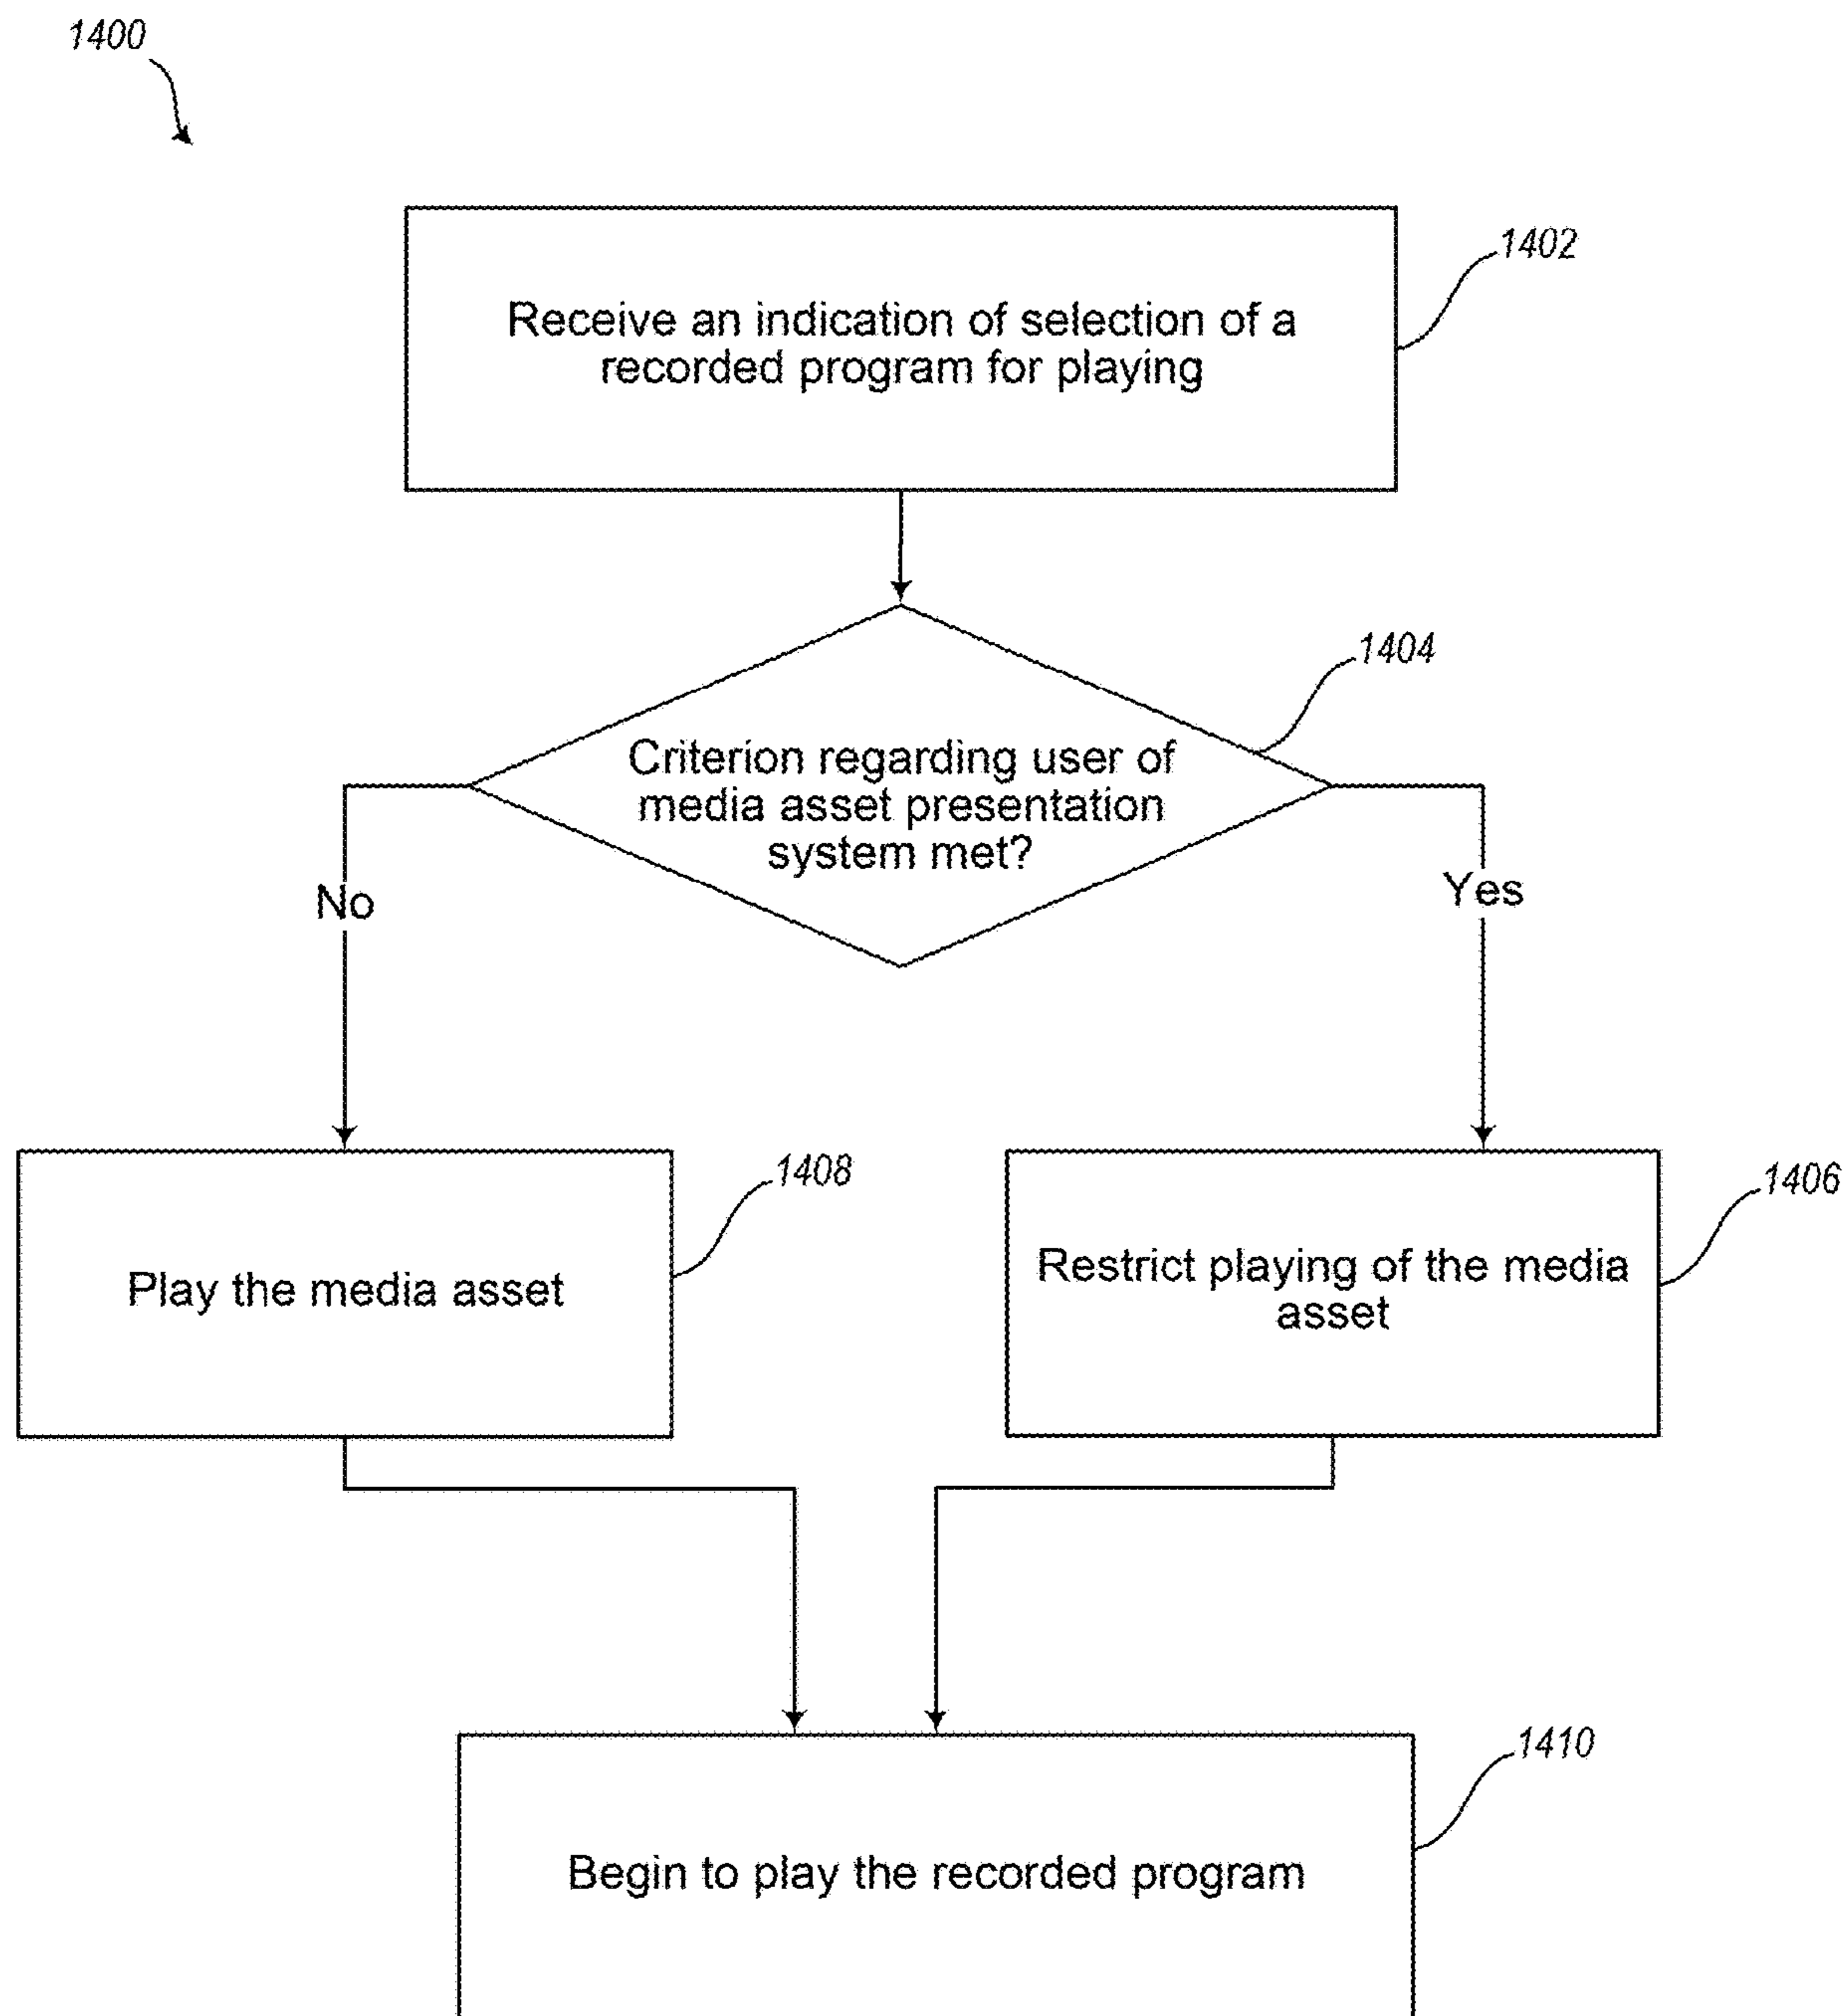 1400
1402
Receive an indication of selection of a
recorded program for playing
1404
Criterion regarding user of
media asset presentation
system met?
No
Yes
1408
1406
Play the media asset
Restrict playing of the media
asset
1410
Begin to play the recorded program